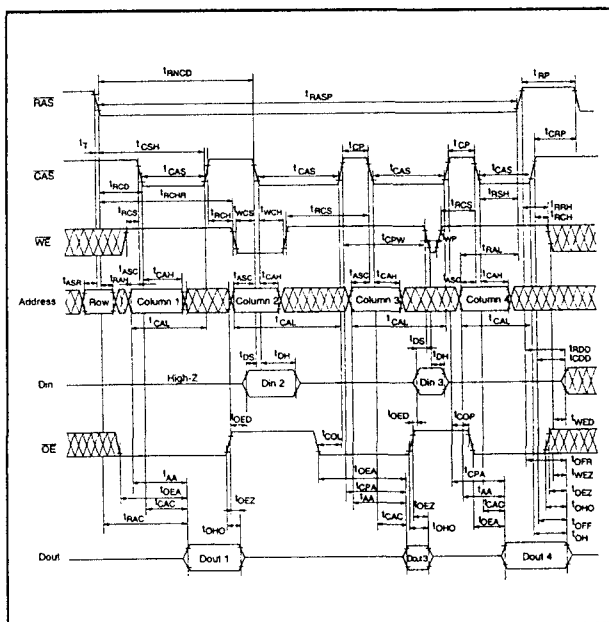 tRP
tRNCD
RAS
tRASP
tCRP
tT
tCSH
tCP
tCP
CAS
tCAS
tCAS
tCAS
tCAS
tRCD
tRCHR
tRSH
tRRH
tRCS
tRCH
tWCS
tWCH
tRCS
tRCS
tRCH
WE
tCPW
tWP
tRAL
tASR
tRAH
tASC
tCAH
tASC
tCAH
tASC
tCAH
tASC
tCAH
Address
Row
Column 1
Column 2
Column 3
Column 4
tCAL
tCAL
tCAL
tCAL
tRDD
tCDD
tDS
tDH
tDS
tDH
Din
High-Z
Din 2
Din 3
tOED
tOED
tCOP
tWED
OE
tCOL
tOFR
tAA
tOEA
tCPA
tWEZ
tOEA
tCPA
tAA
tOEZ
tCAC
tAA
tCAC
tOHO
tRAC
tOEZ
tCAC
tOEZ
tOEA
tOFF
tOHO
tOHO
tOH
Dout
Dout 1
Dout 3
Dout 4